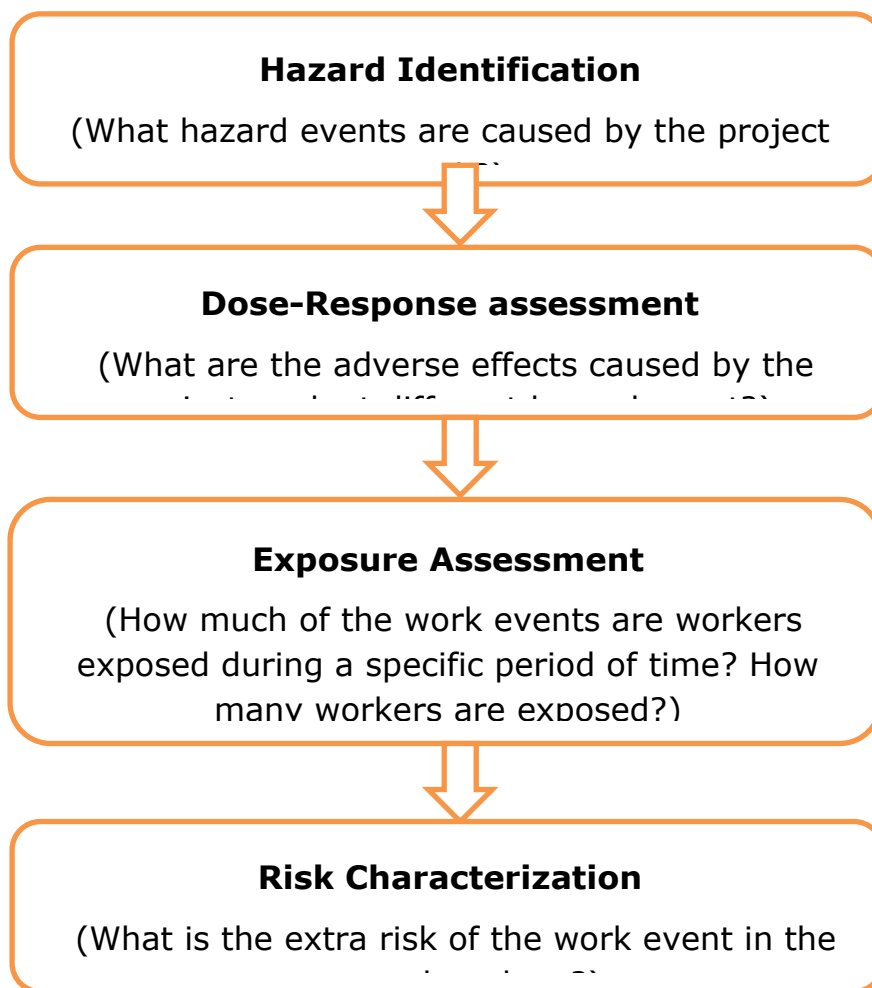 Hazard Identification
(What hazard events are caused by the project
Dose-Response assessment
(What are the adverse effects caused by the
Exposure Assessment
(How much of the work events are workers
exposed during a specific period of time? How
many workers are exposed?)
Risk Characterization
(What is the extra risk of the work event in the